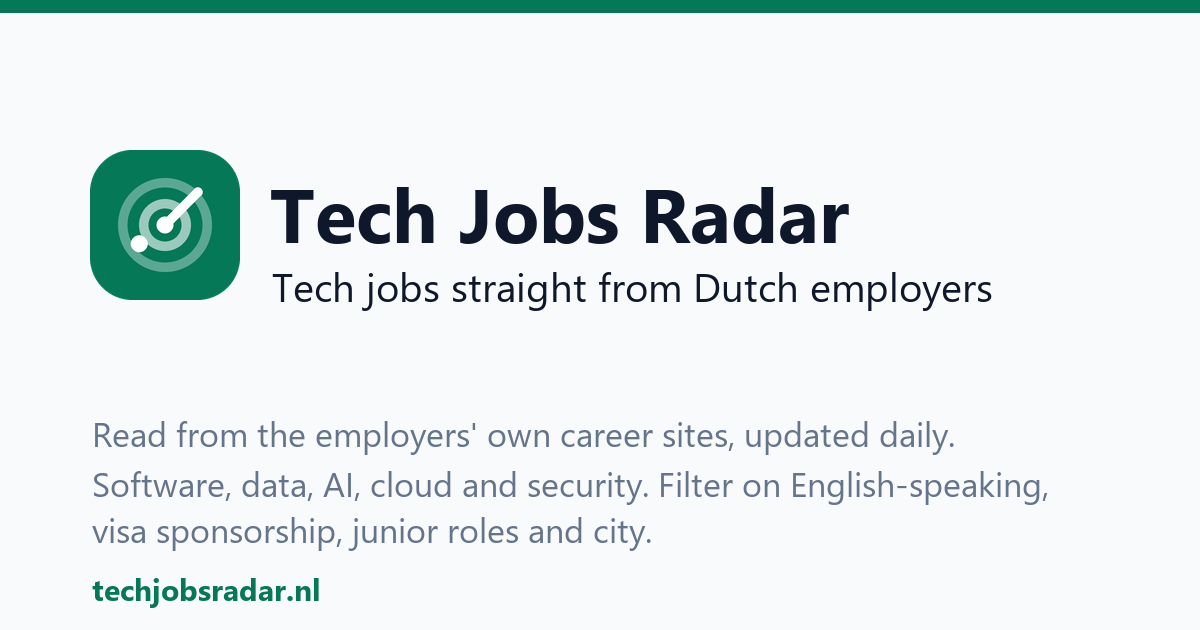 Tech Jobs Radar
Tech jobs straight from Dutch employers
Read from the employers' own career sites, updated daily.
Software, data, AI, cloud and security. Filter on English-speaking,
visa sponsorship, junior roles and city.
techjobsradar.nl